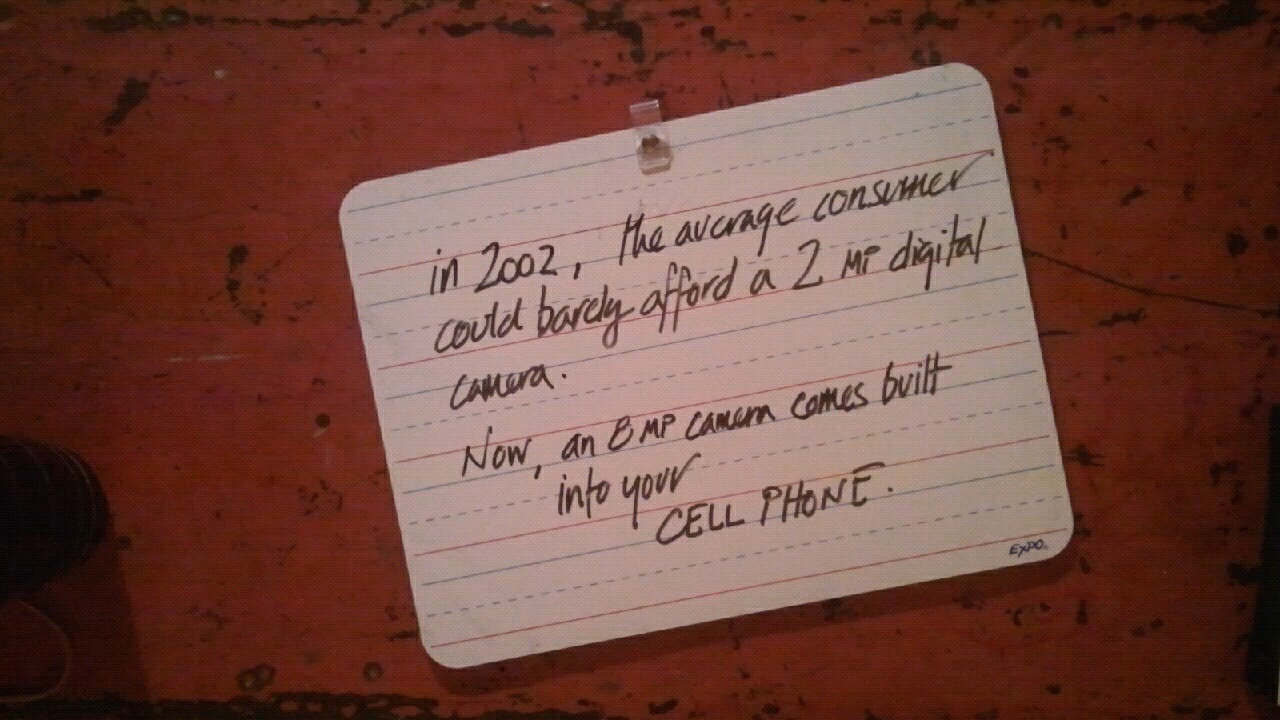 in 2002, the average consumer
could barely afford a 2 MP digital
camera.
Now, an 8 MP camera comes built
into your
CELL PHONE.
EXPO